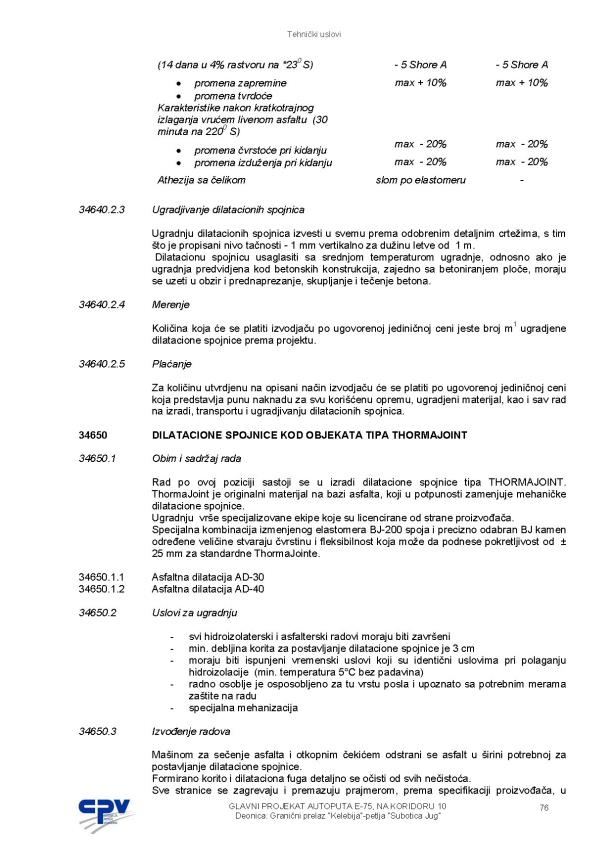 Tehnički uslovi
(14 dana u 4% rastvoru na °23⁰ S) - 5 Shore A - 5 Shore A
• promena zapremine max + 10% max + 10%
• promena tvrdoće
Karakteristike nakon kratkotrajnog
izlaganja vrućem livenom asfaltu (30
minuta na 220⁰ S)
max - 20% max - 20%
• promena čvrstoće pri kidanju
• promena izduženja pri kidanju max - 20% max - 20%
Athezija sa čelikom slom po elastomeru -
34640.2.3 Ugradjivanje dilatacionih spojnica
Ugradnju dilatacionih spojnica izvesti u svemu prema odobrenim detaljnim crtežima, s tim
što je propisani nivo tačnosti - 1 mm vertikalno za dužinu letve od 1 m.
Dilatacionu spojnicu usaglasiti sa srednjom temperaturom ugradnje, odnosno ako je
ugradnja predvidjena kod betonskih konstrukcija, zajedno sa betoniranjem ploče, moraju
se uzeti u obzir i prednaprezanje, skupljanje i tečenje betona.
34640.2.4 Merenje
Količina koja će se platiti izvodjaču po ugovorenoj jediničnoj ceni jeste broj m¹ ugradjene
dilatacione spojnice prema projektu.
34640.2.5 Plaćanje
Za količinu utvrdjenu na opisani način izvodjaču će se platiti po ugovorenoj jediničnoj ceni
koja predstavlja punu naknadu za svu korišćenu opremu, ugradjeni materijal, kao i sav rad
na izradi, transportu i ugradjivanju dilatacionih spojnica.
34650 DILATACIONE SPOJNICE KOD OBJEKATA TIPA THORMAJOINT
34650.1 Obim i sadržaj rada
Rad po ovoj poziciji sastoji se u izradi dilatacione spojnice tipa THORMAJOINT.
ThormaJoint je originalni materijal na bazi asfalta, koji u potpunosti zamenjuje mehaničke
dilatacione spojnice.
Ugradnju vrše specijalizovane ekipe koje su licencirane od strane proizvođača.
Specijalna kombinacija izmenjenog elastomera BJ-200 spoja i precizno odabran BJ kamen
određene veličine stvaraju čvrstinu i fleksibilnost koja može da podnese pokretljivost od ±
25 mm za standardne ThormaJointe.
34650.1.1 Asfaltna dilatacija AD-30
34650.1.2 Asfaltna dilatacija AD-40
34650.2 Uslovi za ugradnju
- svi hidroizolaterski i asfalterski radovi moraju biti završeni
- min. debljina korita za postavljanje dilatacione spojnice je 3 cm
- moraju biti ispunjeni vremenski uslovi koji su identični uslovima pri polaganju
hidroizolacije (min. temperatura 5°C bez padavina)
- radno osoblje je osposobljeno za tu vrstu posla i upoznato sa potrebnim merama
zaštite na radu
- specijalna mehanizacija
34650.3 Izvođenje radova
Mašinom za sečenje asfalta i otkopnim čekićem odstrani se asfalt u širini potrebnoj za
postavljanje dilatacione spojnice.
Formirano korito i dilataciona fuga detaljno se očisti od svih nečistoća.
Sve stranice se zagrevaju i premazuju prajmerom, prema specifikaciji proizvođača, u
CPV
GLAVNI PROJEKAT AUTOPUTA E-75, NA KORIDORU 10 76
Deonica: Granični prelaz "Kelebija"-petlja "Subotica Jug"